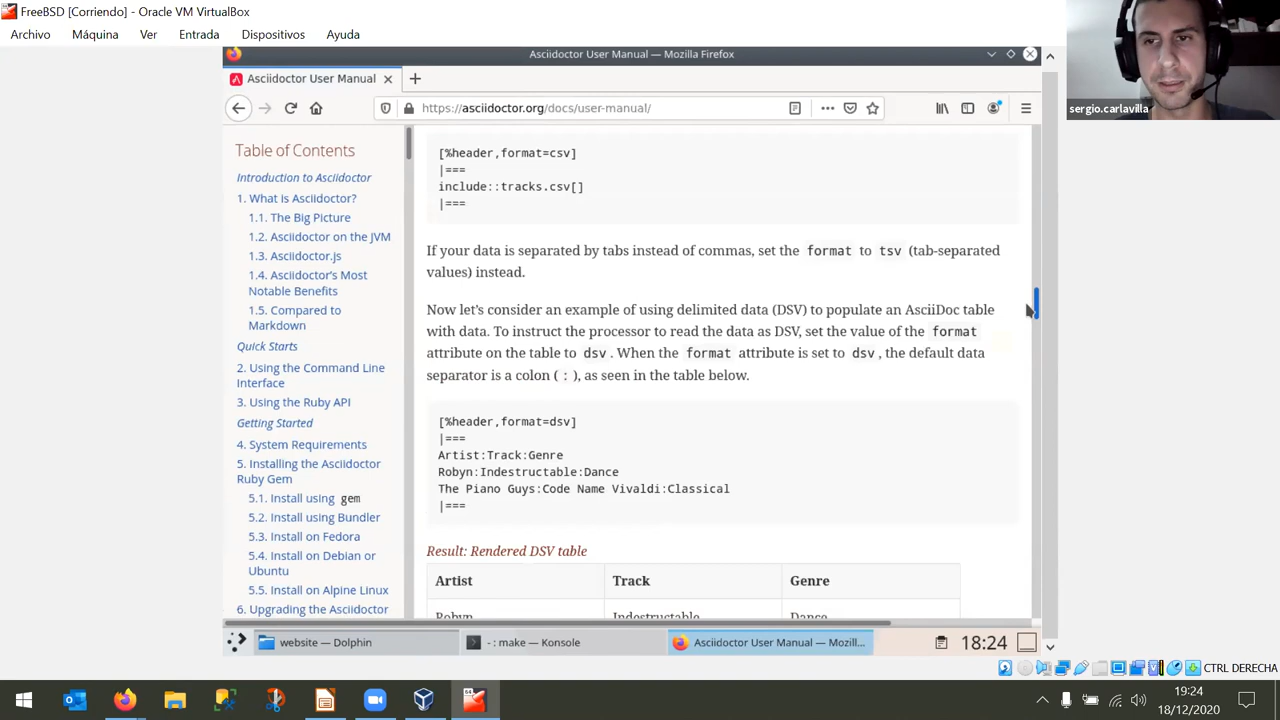 FreeBSD [Corriendo] - Oracle VM VirtualBox
Archivo Máquina Ver Entrada Dispositivos Ayuda
sergio.carlavilla
Asciidoctor User Manual — Mozilla Firefox
Asciidoctor User Manual
https://asciidoctor.org/docs/user-manual/
Table of Contents
Introduction to Asciidoctor
1. What is Asciidoctor?
1.1. The Big Picture
1.2. Asciidoctor on the JVM
1.3. Asciidoctor.js
1.4. Asciidoctor's Most
Notable Benefits
1.5. Compared to
Markdown
Quick Starts
2. Using the Command Line
Interface
3. Using the Ruby API
Getting Started
4. System Requirements
5. Installing the Asciidoctor
Ruby Gem
5.1. Install using gem
5.2. Install using Bundler
5.3. Install on Fedora
5.4. Install on Debian or
Ubuntu
5.5. Install on Alpine Linux
6. Upgrading the Asciidoctor
[%header,format=csv]
|===
include::tracks.csv[]
|===
If your data is separated by tabs instead of commas, set the format to tsv (tab-separated
values) instead.
Now let's consider an example of using delimited data (DSV) to populate an AsciiDoc table
with data. To instruct the processor to read the data as DSV, set the value of the format
attribute on the table to dsv. When the format attribute is set to dsv, the default data
separator is a colon (:), as seen in the table below.
[%header,format=dsv]
|===
Artist:Track:Genre
Robyn:Indestructable:Dance
The Piano Guys:Code Name Vivaldi:Classical
|===
Result: Rendered DSV table
Artist Track Genre
Robyn Indestructable Dance
website — Dolphin
- : make — Konsole
Asciidoctor User Manual — Mozill...
18:24
CTRL DERECHA
19:24
18/12/2020